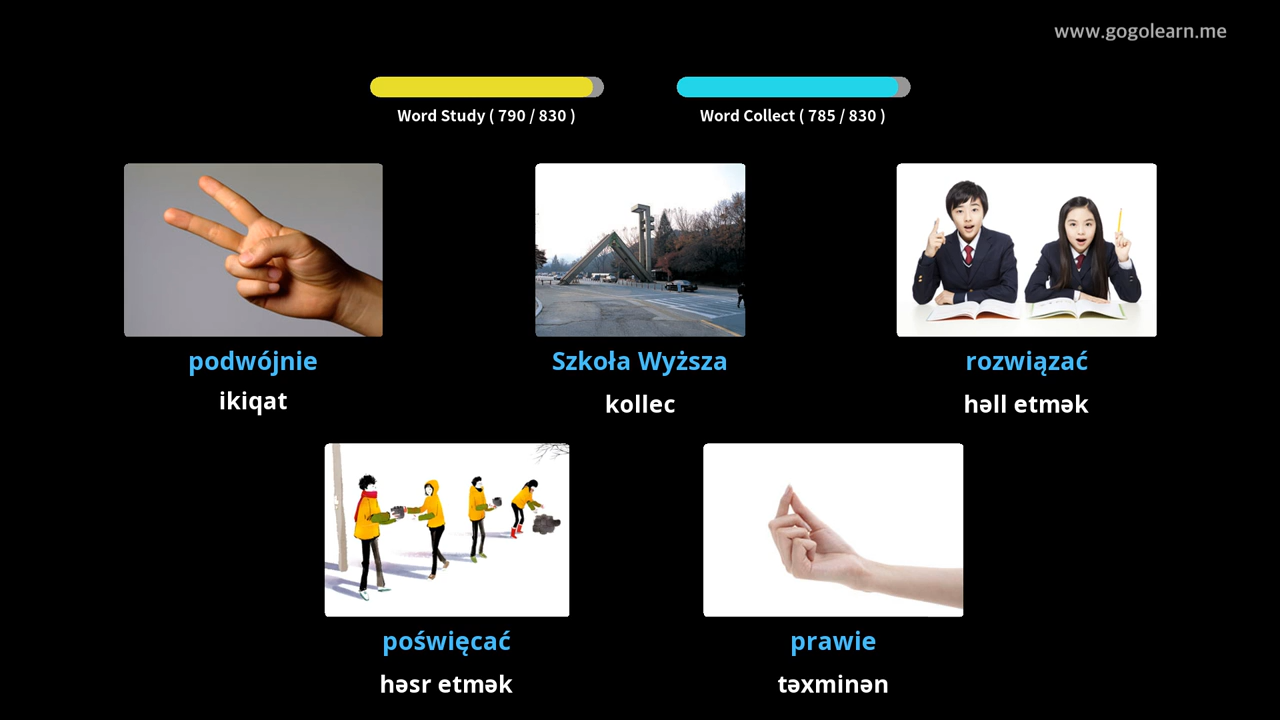 www.gogolearn.me
Word Study ( 790 / 830 )
Word Collect ( 785 / 830 )
podwójnie
ikiqat
Szkoła Wyższa
kollec
rozwiązać
həll etmək
poświęcać
həsr etmək
prawie
təxminən